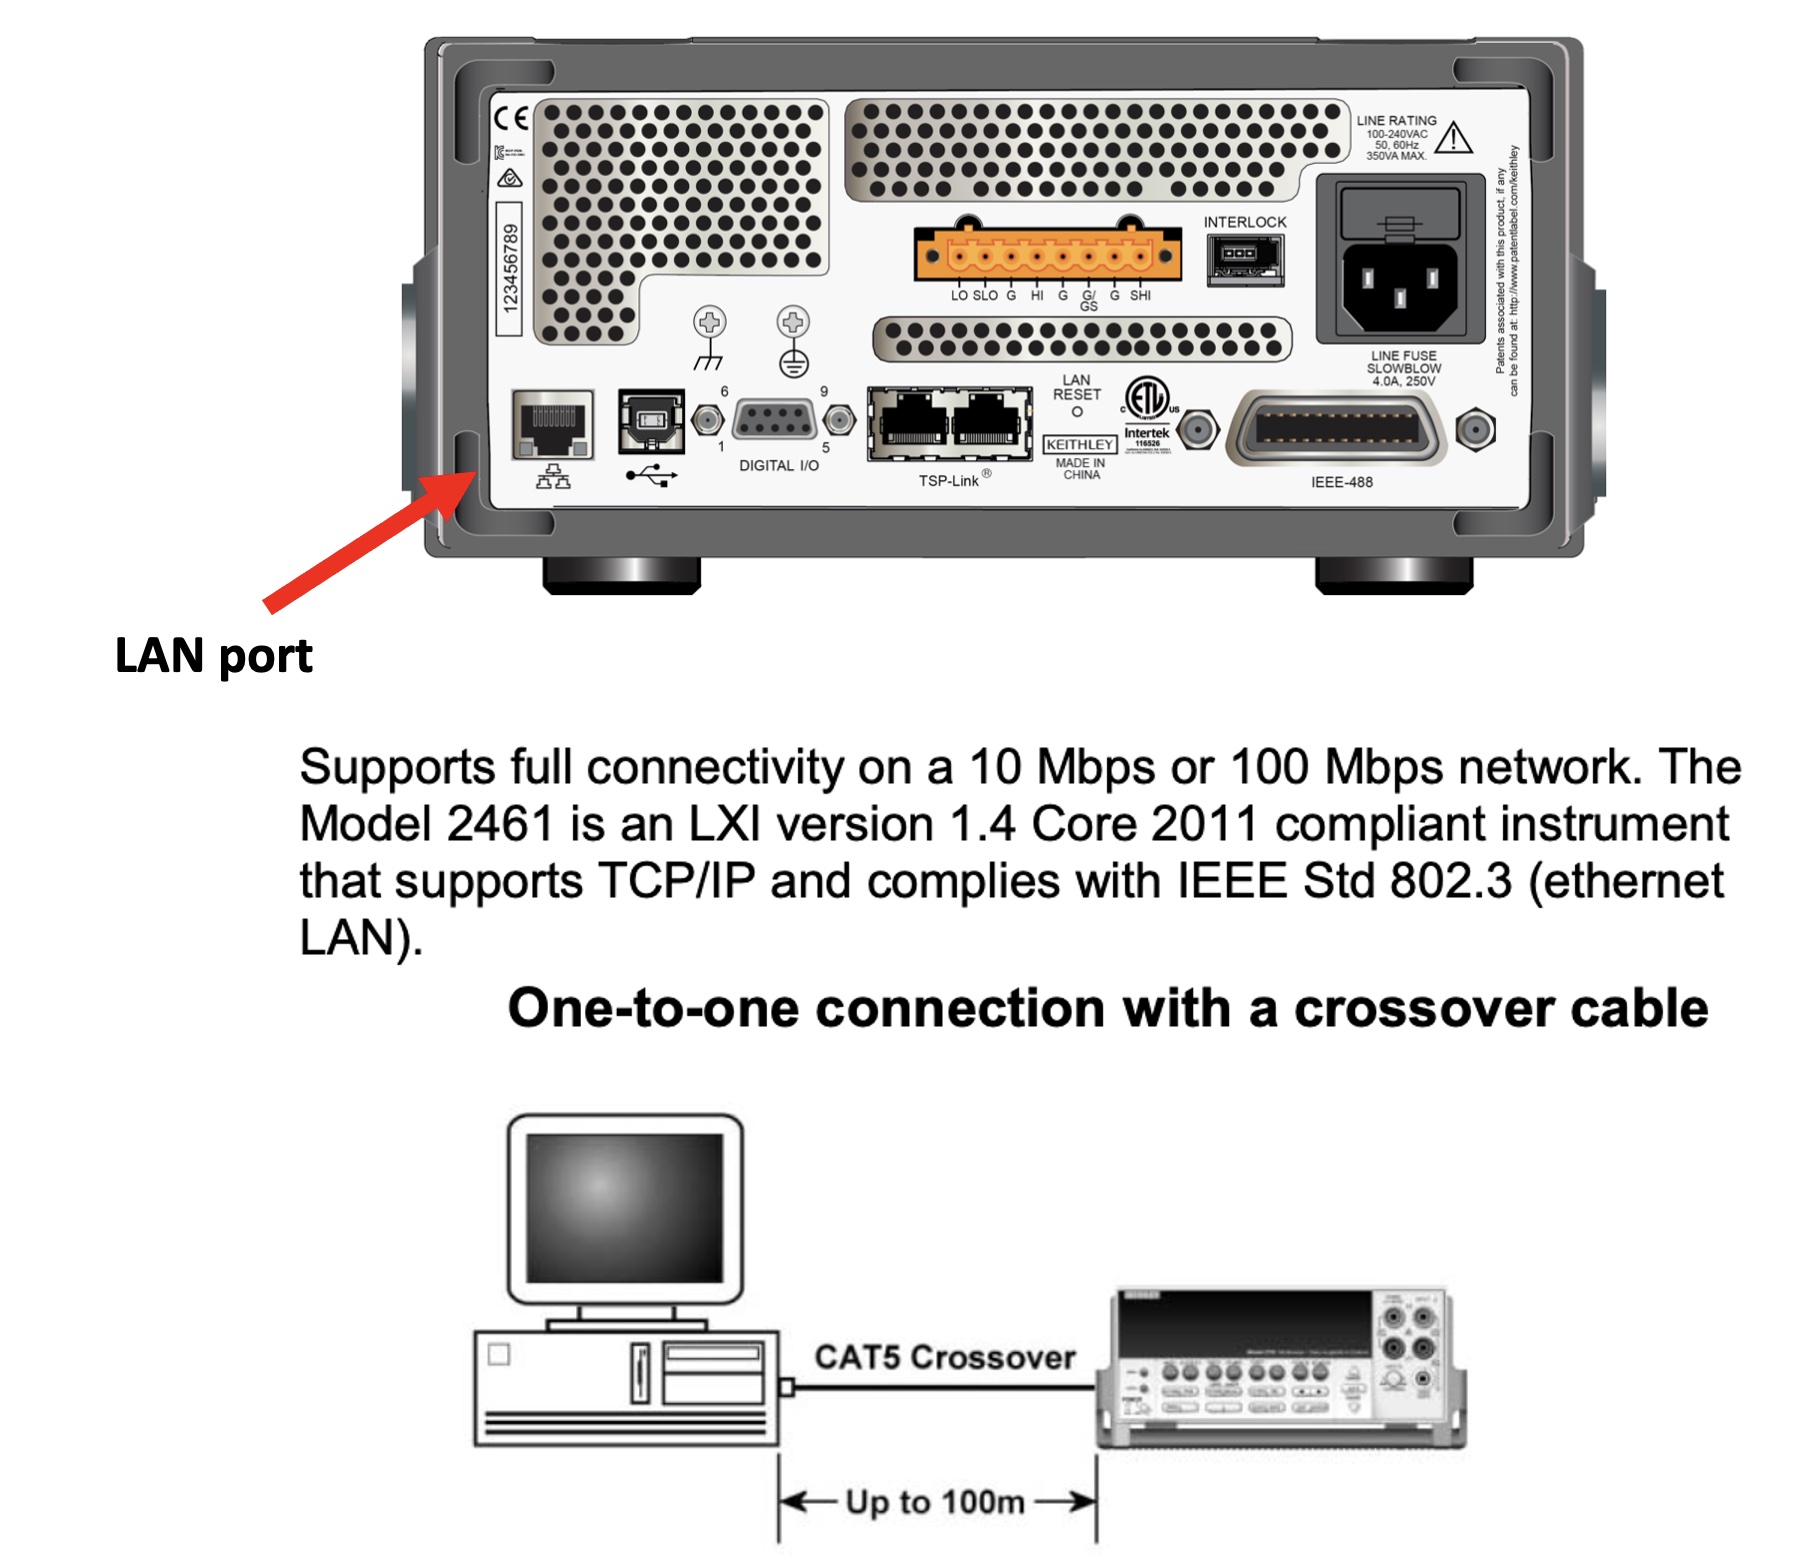 CE
LINE RATING
100-240VAC
50, 60Hz
350VA MAX.
Patents associated with this product, if any
can be found at: http://www.patentlabel.com/keithley
123456789
INTERLOCK
LO SLO G HI G G/ G SHI
GS
LINE FUSE
SLOWBLOW
4.0A, 250V
6 9
1 5
DIGITAL I/O
TSP-Link®
LAN
RESET
KEITHLEY
MADE IN
CHINA
ETL
C US
LISTED
Intertek
116526
IEEE-488
LAN port
Supports full connectivity on a 10 Mbps or 100 Mbps network. The
Model 2461 is an LXI version 1.4 Core 2011 compliant instrument
that supports TCP/IP and complies with IEEE Std 802.3 (ethernet
LAN).
One-to-one connection with a crossover cable
CAT5 Crossover
Up to 100m